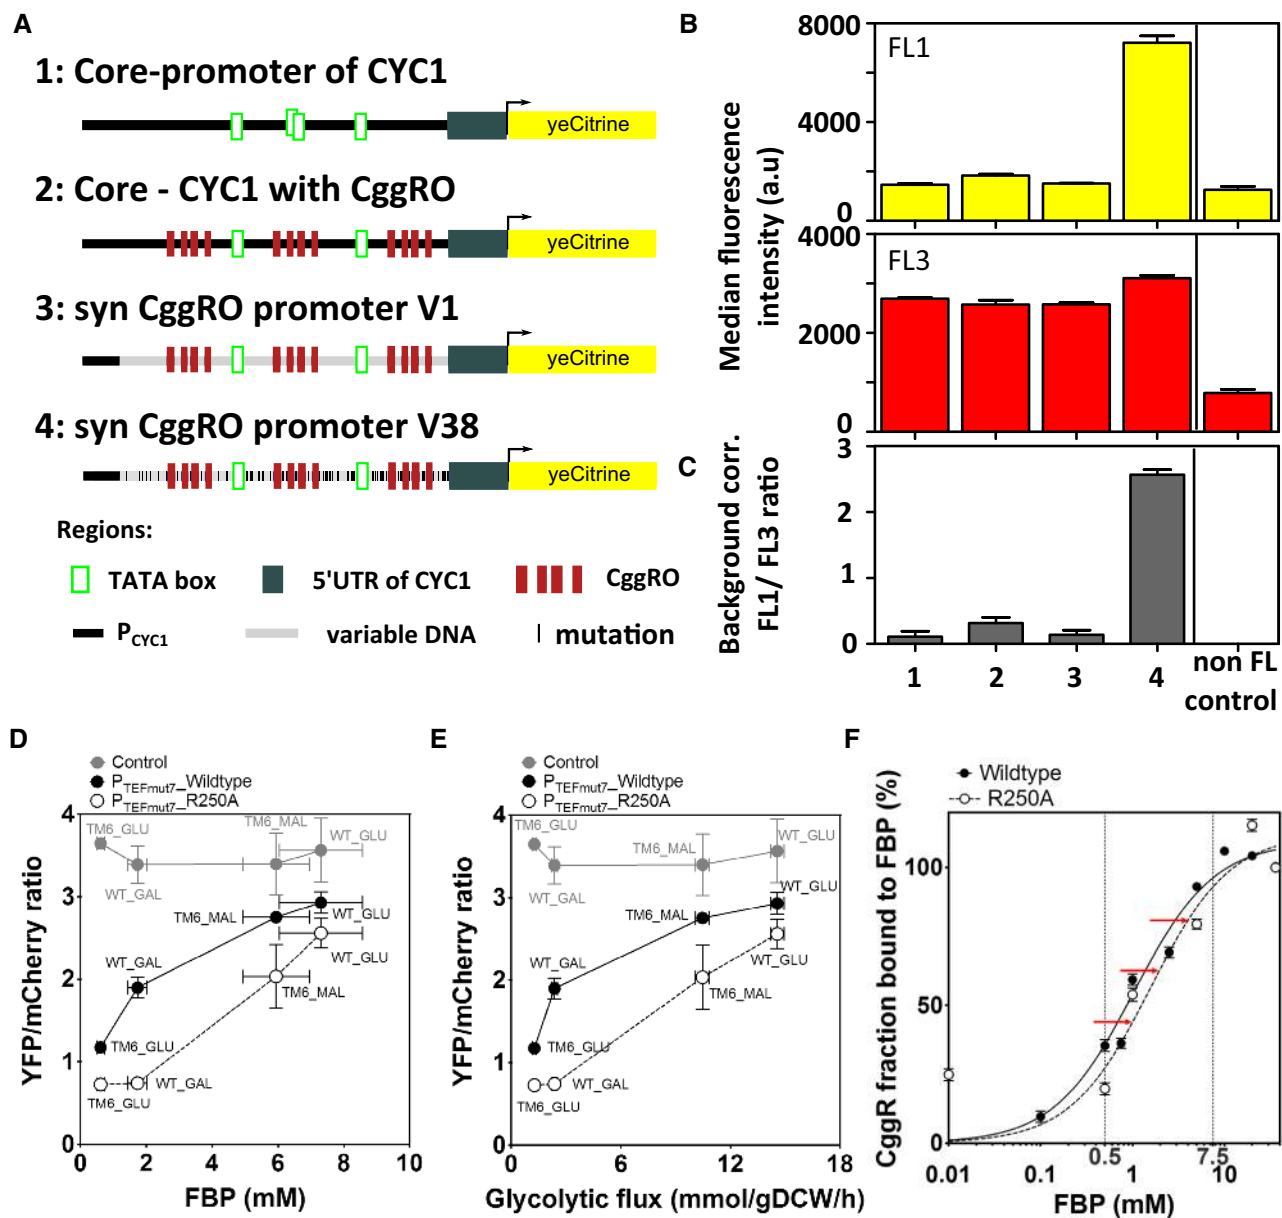 A
1: Core-promoter of CYC1
yeCitrine
2: Core - CYC1 with CggRO
yeCitrine
3: syn CggRO promoter V1
yeCitrine
4: syn CggRO promoter V38
yeCitrine
Regions:
TATA box
5'UTR of CYC1
CggRO
PCYC1
variable DNA
mutation
B
Median fluorescence
intensity (a.u)
8000
FL1
4000
0
4000
FL3
2000
0
C
Background corr.
FL1/ FL3 ratio
3
2
1
0
1 2 3 4 non FL
control
D
Control
PTEFmut7_Wildtype
PTEFmut7_R250A
YFP/mCherry ratio
4
3
2
1
0
TM6_GLU
WT_GAL
TM6_MAL
WT_GLU
TM6_MAL
WT_GLU
WT_GAL
WT_GLU
TM6_MAL
TM6_GLU
WT_GAL
TM6_GLU
0 2 4 6 8 10
FBP (mM)
E
Control
PTEFmut7_Wildtype
PTEFmut7_R250A
YFP/mCherry ratio
4
3
2
1
0
TM6_GLU
WT_GAL
TM6_MAL
WT_GLU
TM6_MAL
WT_GLU
WT_GAL
WT_GLU
TM6_MAL
TM6_GLU
WT_GAL
TM6_GLU
0 6 12 18
Glycolytic flux (mmol/gDCW/h)
F
Wildtype
R250A
CggR fraction bound to FBP (%)
100
50
0
0.01 0.1 0.5 1 7.5 10
FBP (mM)